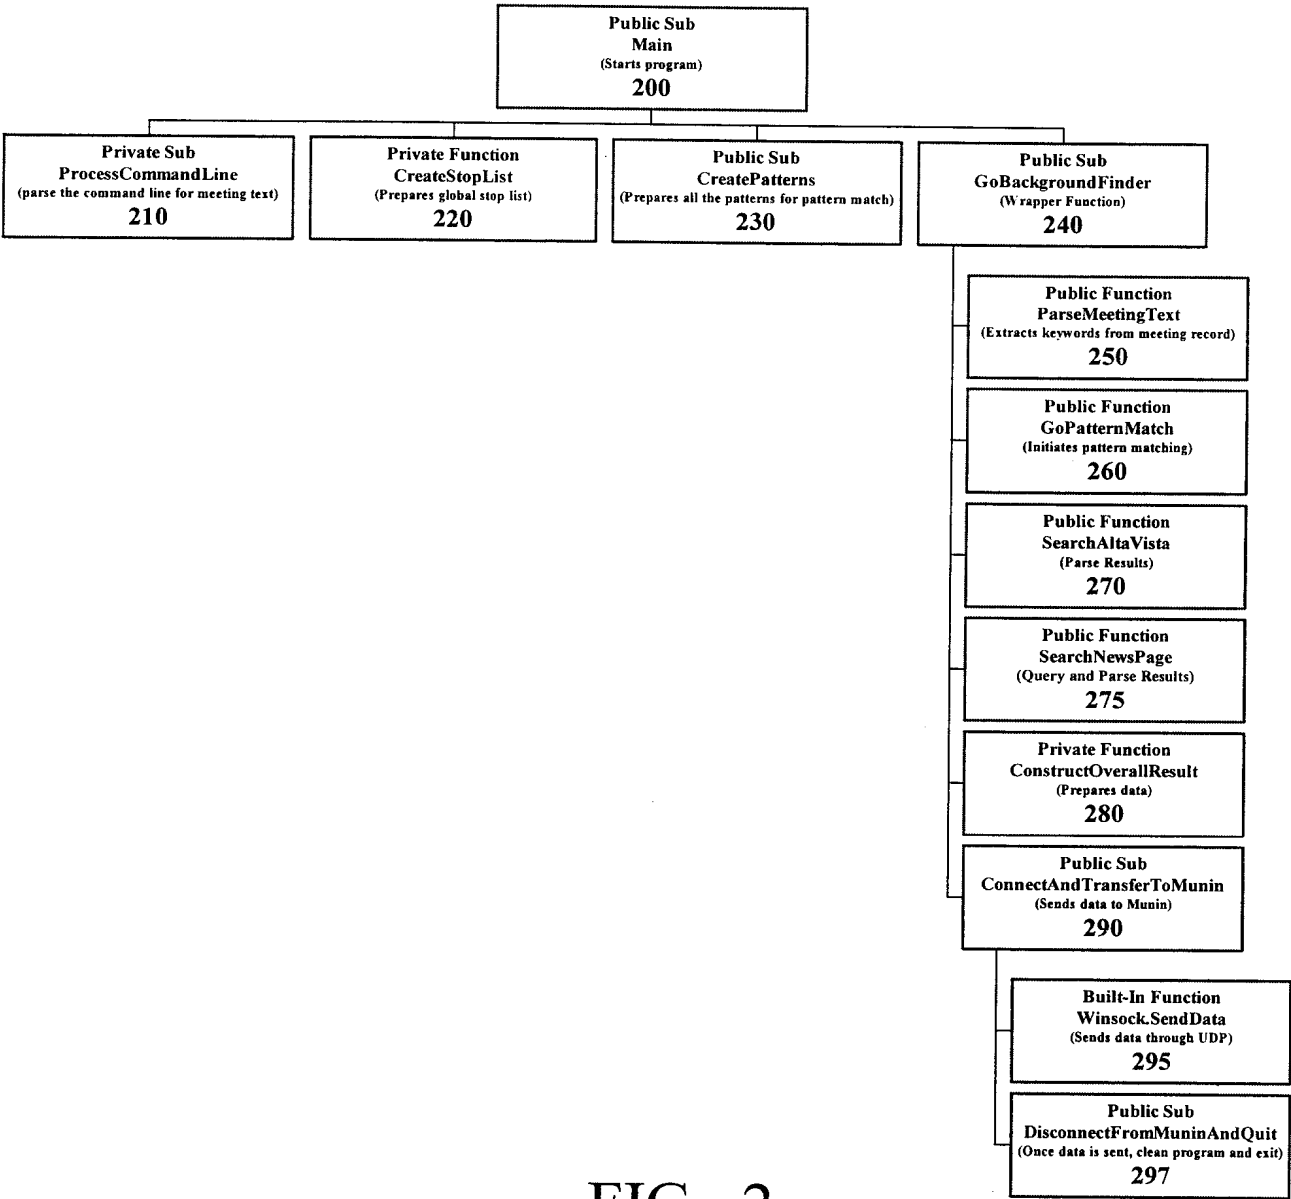 Public Sub
Main
(Starts program)
200
Private Sub
ProcessCommandLine
(parse the command line for meeting text)
210
Private Function
CreateStopList
(Prepares global stop list)
220
Public Sub
CreatePatterns
(Prepares all the patterns for pattern match)
230
Public Sub
GoBackgroundFinder
(Wrapper Function)
240
Public Function
ParseMeetingText
(Extracts keywords from meeting record)
250
Public Function
GoPatternMatch
(Initiates pattern matching)
260
Public Function
SearchAltaVista
(Parse Results)
270
Public Function
SearchNewsPage
(Query and Parse Results)
275
Private Function
ConstructOverallResult
(Prepares data)
280
Public Sub
ConnectAndTransferToMunin
(Sends data to Munin)
290
Built-In Function
Winsock.SendData
(Sends data through UDP)
295
Public Sub
DisconnectFromMuninAndQuit
(Once data is sent, clean program and exit)
297
FIG. 2